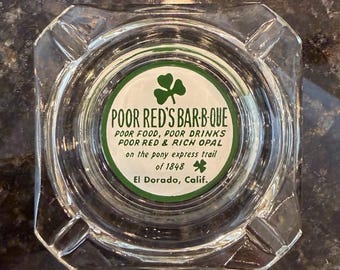 POOR RED'S BAR-B-QUE
POOR FOOD, POOR DRINKS
POOR RED & RICH OPAL
on the pony express trail
of 1848
El Dorado, Calif.